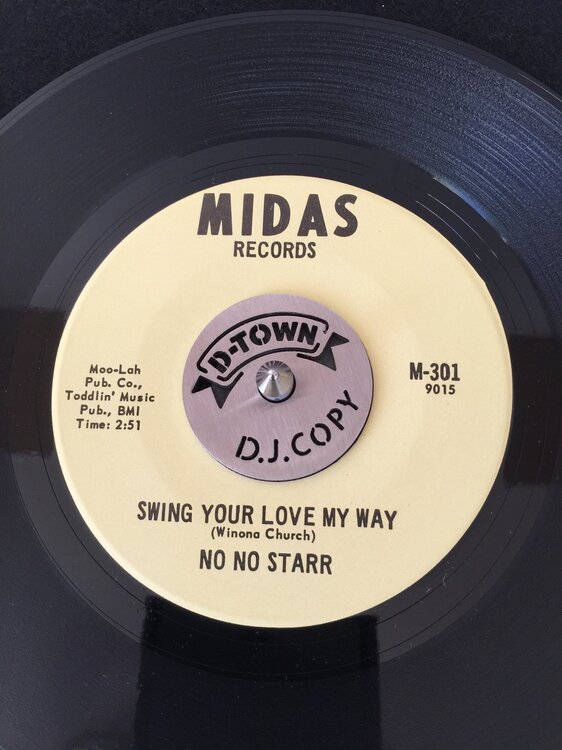 MIDAS
RECORDS
D-TOWN
D.J.COPY
Moo-Lah
Pub. Co.,
Toddlin' Music
Pub., BMI
Time: 2:51
M-301
9015
SWING YOUR LOVE MY WAY
(Winona Church)
NO NO STARR